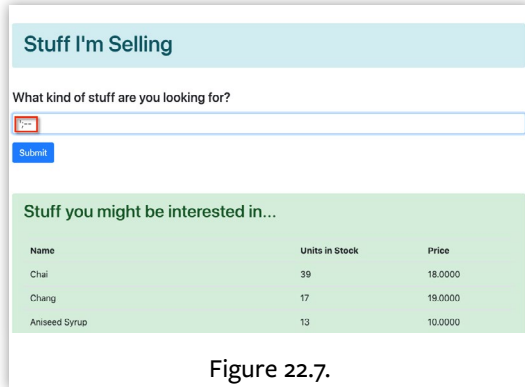 Stuff I'm Selling
What kind of stuff are you looking for?
';--
Submit
Stuff you might be interested in...
Name Units in Stock Price
Chai 39 18.0000
Chang 17 19.0000
Aniseed Syrup 13 10.0000
Figure 22.7.